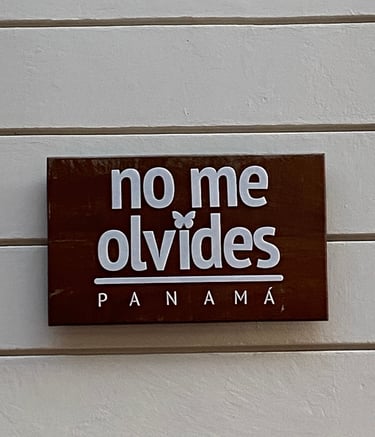 no me
olvides
PANAMÁ